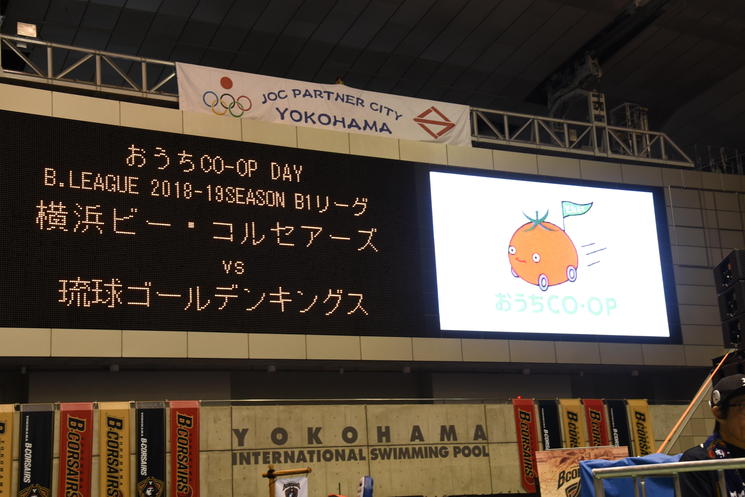 JOC PARTNER CITY
YOKOHAMA
おうちCO-OP DAY
B.LEAGUE 2018-19SEASON B1リーグ
横浜ビー・コルセアーズ
vs
琉球ゴールデンキングス
おうちCO-OP
YOKOHAMA
INTERNATIONAL SWIMMING POOL
B-CORSAIRS
B-CORSAIRS
B-CORSAIRS
B-CORSAIRS
B-CORSAIRS
B-CORSAIRS
B-CORSAIRS
B-CORSAIRS
B-CORSAIRS